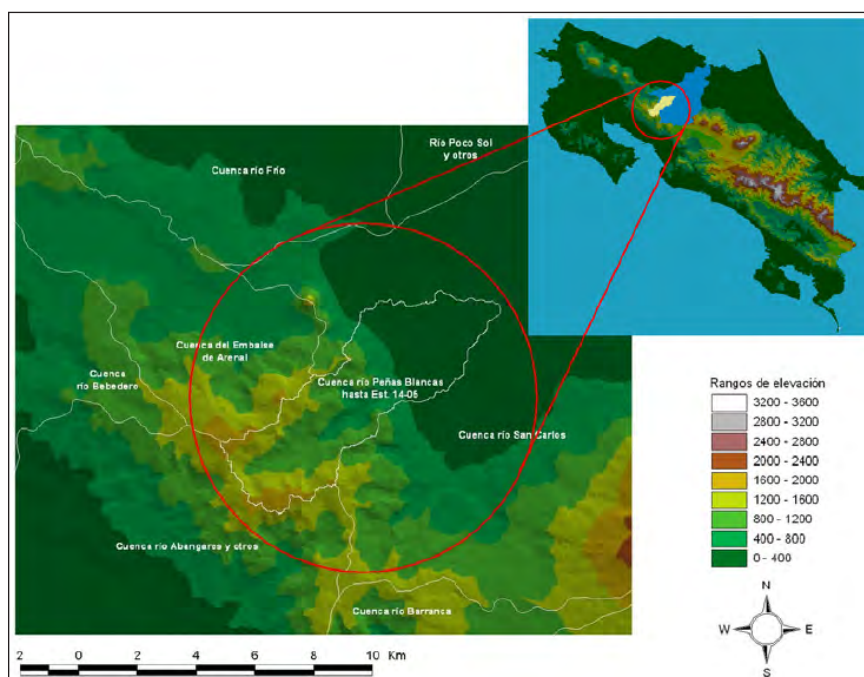 Río Poco Sol
y otros
Cuenca río Frío
Cuenca del Embalse
de Arenal
Cuenca
río Bebedero
Cuenca río Peñas Blancas
hasta Est. 14-05
Cuenca río San Carlos
Cuenca río Abangares y otros
Cuenca río Barranca
Rangos de elevación
3200 - 3600
2800 - 3200
2400 - 2800
2000 - 2400
1600 - 2000
1200 - 1600
800 - 1200
400 - 800
0 - 400
N
W E
S
2 0 2 4 6 8 10 Km